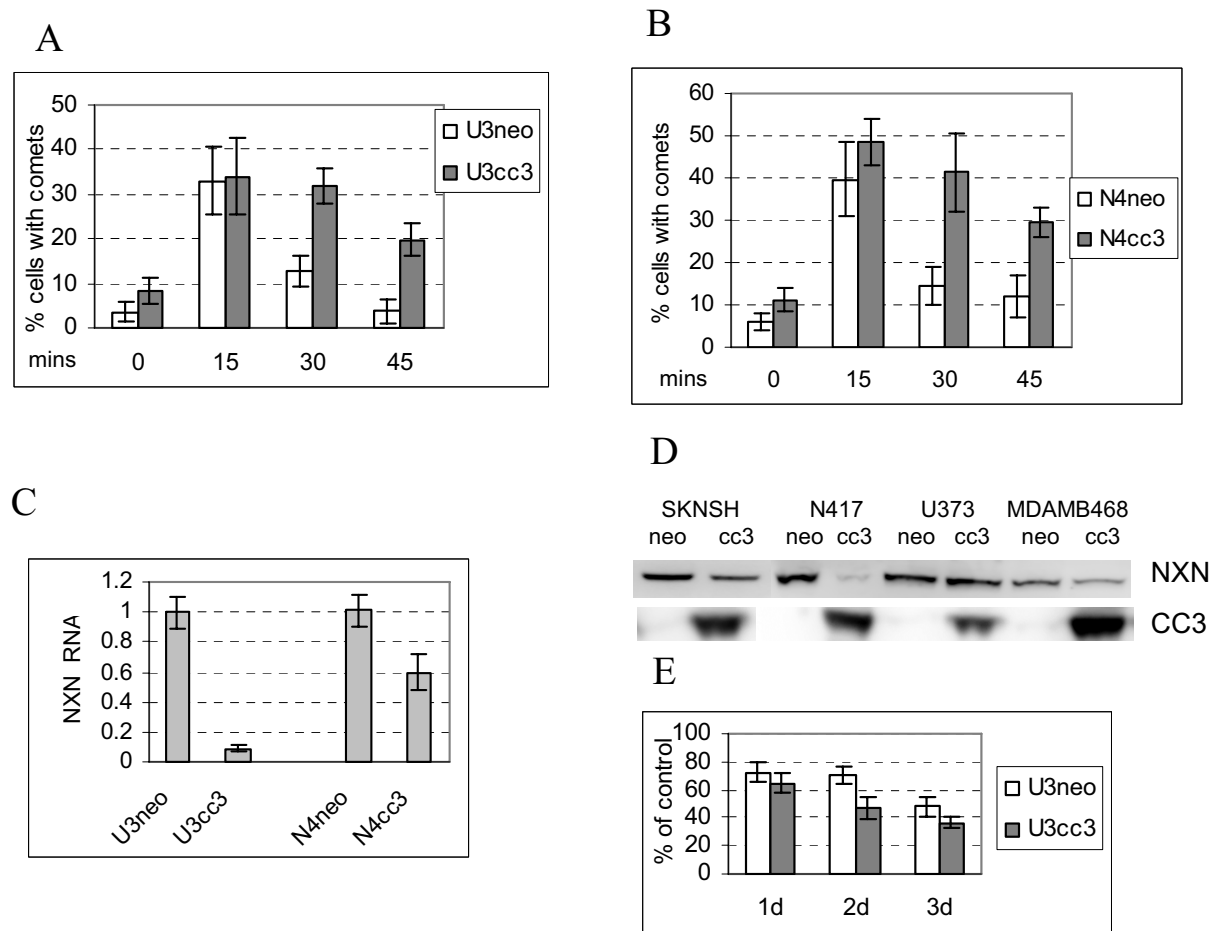 A
50
40
30
20
10
0
% cells with comets
mins 0 15 30 45
U3neo
U3cc3
B
60
50
40
30
20
10
0
% cells with comets
mins 0 15 30 45
N4neo
N4cc3
C
1.2
1
0.8
0.6
0.4
0.2
0
NXN RNA
U3neo
U3cc3
N4neo
N4cc3
D
SKNSH N417 U373 MDAMB468
neo cc3 neo cc3 neo cc3 neo cc3
NXN
CC3
E
100
80
60
40
20
0
% of control
1d 2d 3d
U3neo
U3cc3